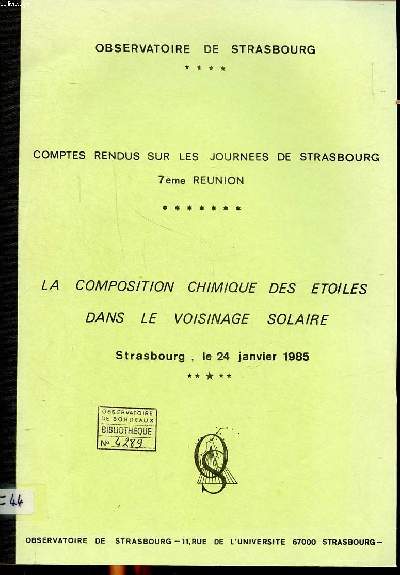 OBSERVATOIRE DE STRASBOURG
* * * *
COMPTES RENDUS SUR LES JOURNEES DE STRASBOURG
7eme REUNION
* * * * * * *
LA COMPOSITION CHIMIQUE DES ETOILES
DANS LE VOISINAGE SOLAIRE
Strasbourg , le 24 janvier 1985
* * * * *
OBSERVATOIRE
DE BORDEAUX
BIBLIOTHEQUE
N° 4289
OS
44
OBSERVATOIRE DE STRASBOURG - 11, RUE DE L'UNIVERSITE 67000 STRASBOURG -